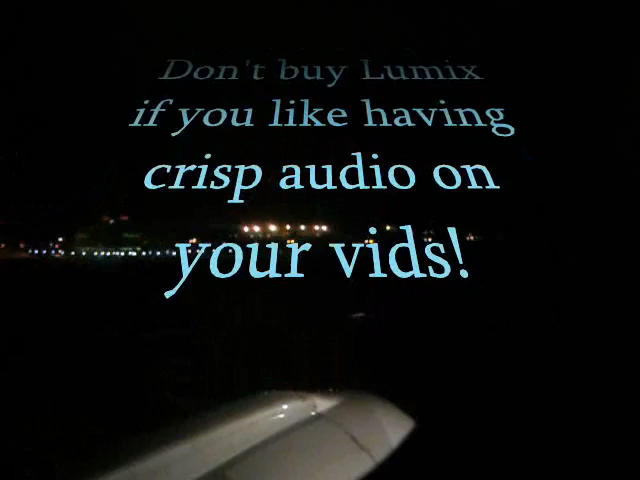 Don't buy Lumix
if you like having
crisp audio on
your vids!